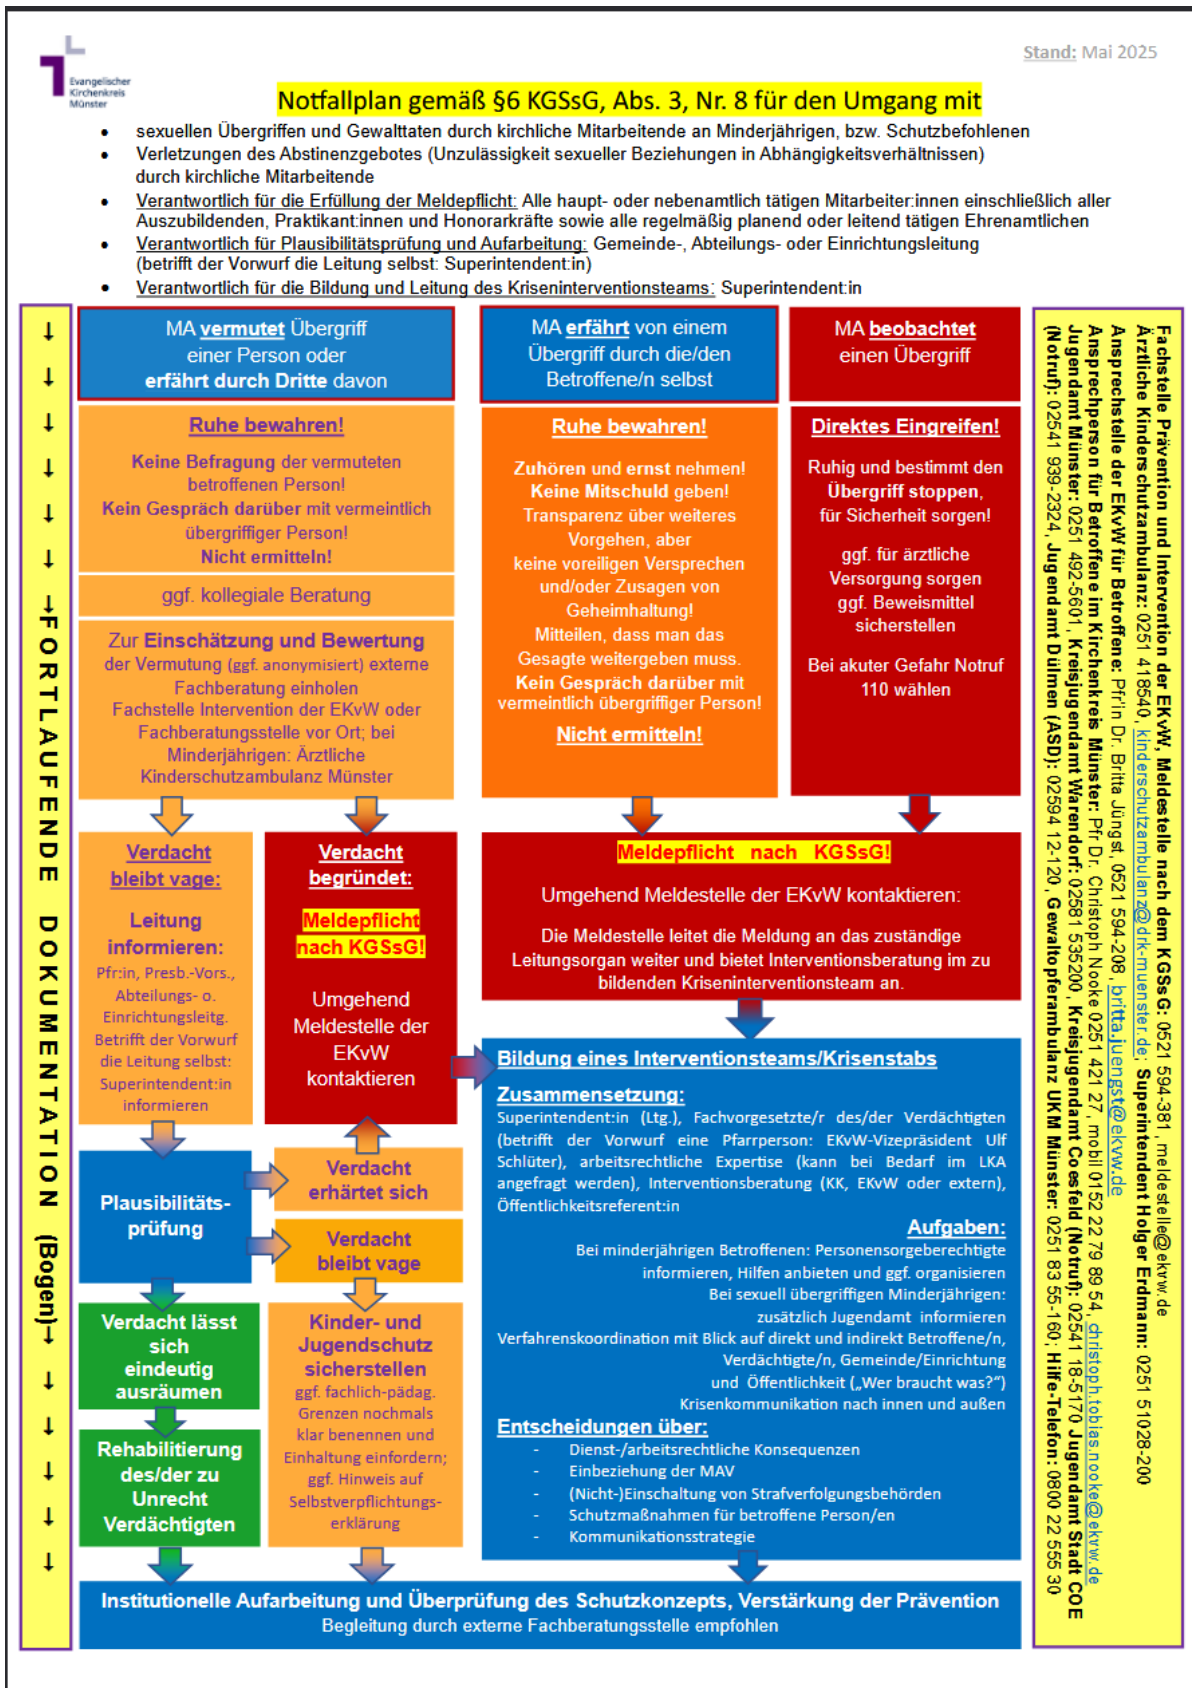 Evangelischer
Kirchenkreis
Münster
Stand: Mai 2025
Notfallplan gemäß §6 KGSsG, Abs. 3, Nr. 8 für den Umgang mit
• sexuellen Übergriffen und Gewalttaten durch kirchliche Mitarbeitende an Minderjährigen, bzw. Schutzbefohlenen
• Verletzungen des Abstinenzgebotes (Unzulässigkeit sexueller Beziehungen in Abhängigkeitsverhältnissen)
durch kirchliche Mitarbeitende
• Verantwortlich für die Erfüllung der Meldepflicht: Alle haupt- oder nebenamtlich tätigen Mitarbeiter:innen einschließlich aller
Auszubildenden, Praktikant:innen und Honorarkräfte sowie alle regelmäßig planend oder leitend tätigen Ehrenamtlichen
• Verantwortlich für Plausibilitätsprüfung und Aufarbeitung: Gemeinde-, Abteilungs- oder Einrichtungsleitung
(betrifft der Vorwurf die Leitung selbst: Superintendent:in)
• Verantwortlich für die Bildung und Leitung des Kriseninterventionsteams: Superintendent:in
↓ ↓ ↓ ↓ ↓ ↓ ↓FORTLAUFENDE DOKUMENTATION (Bogen)↓ ↓ ↓ ↓ ↓ ↓
MA vermutet Übergriff
einer Person oder
erfährt durch Dritte davon
Ruhe bewahren!
Keine Befragung der vermuteten
betroffenen Person!
Kein Gespräch darüber mit vermeintlich
übergriffiger Person!
Nicht ermitteln!
ggf. kollegiale Beratung
Zur Einschätzung und Bewertung
der Vermutung (ggf. anonymisiert) externe
Fachberatung einholen
Fachstelle Intervention der EKvW oder
Fachberatungsstelle vor Ort; bei
Minderjährigen: Ärztliche
Kinderschutzambulanz Münster
MA erfährt von einem
Übergriff durch die/den
Betroffene/n selbst
Ruhe bewahren!
Zuhören und ernst nehmen!
Keine Mitschuld geben!
Transparenz über weiteres
Vorgehen, aber
keine voreiligen Versprechen
und/oder Zusagen von
Geheimhaltung!
Mitteilen, dass man das
Gesagte weitergeben muss.
Kein Gespräch darüber mit
vermeintlich übergriffiger Person!
Nicht ermitteln!
MA beobachtet
einen Übergriff
Direktes Eingreifen!
Ruhig und bestimmt den
Übergriff stoppen,
für Sicherheit sorgen!
ggf. für ärztliche
Versorgung sorgen
ggf. Beweismittel
sicherstellen
Bei akuter Gefahr Notruf
110 wählen
Verdacht
bleibt vage:
Leitung
informieren:
Pfr:in, Presb.-Vors.,
Abteilungs- o.
Einrichtungsleitg.
Betrifft der Vorwurf
die Leitung selbst:
Superintendent:in
informieren
Verdacht
begründet:
Meldepflicht
nach KGSsG!
Umgehend
Meldestelle der
EKvW
kontaktieren
Meldepflicht nach KGSsG!
Umgehend Meldestelle der EKvW kontaktieren:
Die Meldestelle leitet die Meldung an das zuständige
Leitungsorgan weiter und bietet Interventionsberatung im zu
bildenden Kriseninterventionsteam an.
Plausibilitäts-
prüfung
Verdacht
erhärtet sich
Verdacht
bleibt vage
Verdacht lässt
sich
eindeutig
ausräumen
Rehabilitierung
des/der zu
Unrecht
Verdächtigten
Kinder- und
Jugendschutz
sicherstellen
ggf. fachlich-pädag.
Grenzen nochmals
klar benennen und
Einhaltung einfordern;
ggf. Hinweis auf
Selbstverpflichtungs-
erklärung
Bildung eines Interventionsteams/Krisenstabs
Zusammensetzung:
Superintendent:in (Ltg.), Fachvorgesetzte/r des/der Verdächtigten
(betrifft der Vorwurf eine Pfarrperson: EKvW-Vizepräsident Ulf
Schlüter), arbeitsrechtliche Expertise (kann bei Bedarf im LKA
angefragt werden), Interventionsberatung (KK, EKvW oder extern),
Öffentlichkeitsreferent:in
Aufgaben:
Bei minderjährigen Betroffenen: Personensorgeberechtigte
informieren, Hilfen anbieten und ggf. organisieren
Bei sexuell übergriffigen Minderjährigen:
zusätzlich Jugendamt informieren
Verfahrenskoordination mit Blick auf direkt und indirekt Betroffene/n,
Verdächtigte/n, Gemeinde/Einrichtung
und Öffentlichkeit („Wer braucht was?“)
Krisenkommunikation nach innen und außen
Entscheidungen über:
- Dienst-/arbeitsrechtliche Konsequenzen
- Einbeziehung der MAV
- (Nicht-)Einschaltung von Strafverfolgungsbehörden
- Schutzmaßnahmen für betroffene Person/en
- Kommunikationsstrategie
Institutionelle Aufarbeitung und Überprüfung des Schutzkonzepts, Verstärkung der Prävention
Begleitung durch externe Fachberatungsstelle empfohlen
Fachstelle Prävention und Intervention der EKvW, Meldestelle nach dem KGSsG: 0521 594-381, meldestelle@ekvw.de
Ärztliche Kinderschutzambulanz: 0251 418540, kinderschutzambulanz@drk-muenster.de; Superintendent Holger Erdmann: 0251 51028-200
Ansprechstelle der EKvW für Betroffene: Pfr'in Dr. Britta Jüngst, 0521 594-208, britta.juengst@ekvw.de
Ansprechperson für Betroffene im Kirchenkreis Münster: Pfr Dr. Christoph Nooke 0251 421 27, mobil 0152 22 79 89 54, christoph.tobias.nooke@ekvw.de
Jugendamt Münster: 0251 492-5601, Kreisjugendamt Warendorf: 02581 535200, Kreisjugendamt Coesfeld (Notruf): 02541 18-5170 Jugendamt Stadt COE
(Notruf): 02541 939-2324, Jugendamt Dülmen (ASD): 02594 12-120, Gewaltopferambulanz UKM Münster: 0251 83 55-160; Hilfe-Telefon: 0800 22 555 30